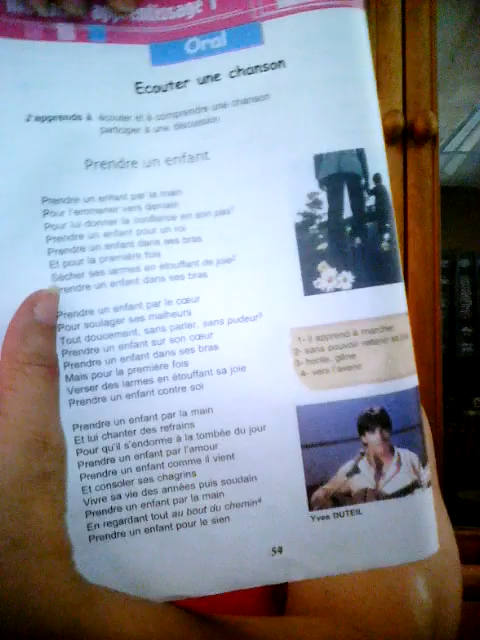 Oral
Ecouter une chanson
J'apprends à écouter et à comprendre une chanson
participer à une discussion
Prendre un enfant
Prendre un enfant par la main
Pour l'emmener vers demain
Pour lui donner la confiance en son pas¹
Prendre un enfant pour un roi
Prendre un enfant dans ses bras
Et pour la première fois
Sécher ses larmes en étouffant de joie²
Prendre un enfant dans ses bras
Prendre un enfant par le cœur
Pour soulager ses malheurs
Tout doucement, sans parler, sans pudeur³
Prendre un enfant sur son cœur
Prendre un enfant dans ses bras
Mais pour la première fois
Verser des larmes en étouffant sa joie
Prendre un enfant contre soi
Prendre un enfant par la main
Et lui chanter des refrains
Pour qu'il s'endorme à la tombée du jour
Prendre un enfant par l'amour
Prendre un enfant comme il vient
Et consoler ses chagrins
Vivre sa vie des années puis soudain
Prendre un enfant par la main
En regardant tout au bout du chemin⁴
Prendre un enfant pour le sien
1- il apprend à marcher
2- sans pouvoir retenir sa joie
3- honte, gêne
4- vers l'avenir
Yves DUTEIL
54